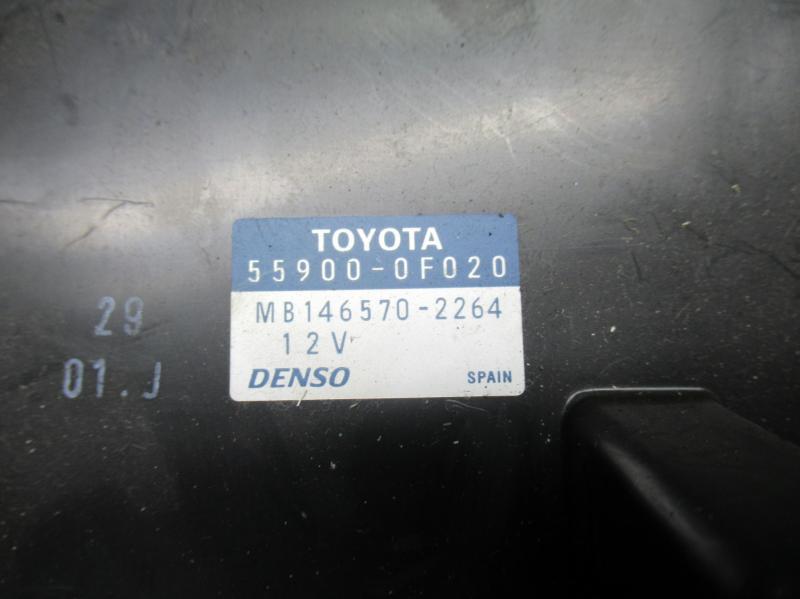 TOYOTA
55900-0F020
MB146570-2264
12V
DENSO SPAIN
29
01.J